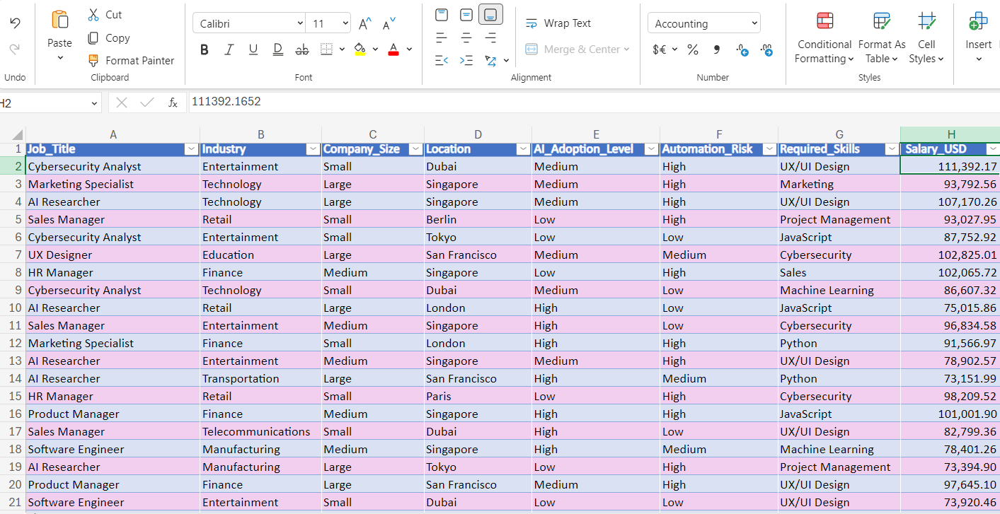 Cut
Calibri 11 A^ A˅ Wrap Text Accounting
Paste Copy Conditional Format As Cell Insert
Format Painter B I U D ab A Merge & Center $€ % 9 Formatting Table Styles
Undo Clipboard Font Alignment Number Styles
H2 fx 111392.1652
A B C D E F G H
1 Job_Title Industry Company_Size Location AI_Adoption_Level Automation_Risk Required_Skills Salary_USD
2 Cybersecurity Analyst Entertainment Small Dubai Medium High UX/UI Design 111,392.17
3 Marketing Specialist Technology Large Singapore Medium High Marketing 93,792.56
4 AI Researcher Technology Large Singapore Medium High UX/UI Design 107,170.26
5 Sales Manager Retail Small Berlin Low High Project Management 93,027.95
6 Cybersecurity Analyst Entertainment Small Tokyo Low Low JavaScript 87,752.92
7 UX Designer Education Large San Francisco Medium Medium Cybersecurity 102,825.01
8 HR Manager Finance Medium Singapore Low High Sales 102,065.72
9 Cybersecurity Analyst Technology Small Dubai Medium Low Machine Learning 86,607.32
10 AI Researcher Retail Large London High Low JavaScript 75,015.86
11 Sales Manager Entertainment Medium Singapore High Low Cybersecurity 96,834.58
12 Marketing Specialist Finance Small London High High Python 91,566.97
13 AI Researcher Entertainment Medium Singapore Medium High UX/UI Design 78,902.57
14 AI Researcher Transportation Large San Francisco High Medium Python 73,151.99
15 HR Manager Retail Small Paris Low High Cybersecurity 98,209.52
16 Product Manager Finance Medium Singapore High High JavaScript 101,001.90
17 Sales Manager Telecommunications Small Dubai High Low UX/UI Design 82,799.36
18 Software Engineer Manufacturing Medium Singapore High Medium Machine Learning 78,401.26
19 AI Researcher Manufacturing Large Tokyo Low High Project Management 73,394.90
20 Product Manager Finance Large San Francisco Medium High UX/UI Design 97,645.10
21 Software Engineer Entertainment Small Dubai Low Low UX/UI Design 73,920.46